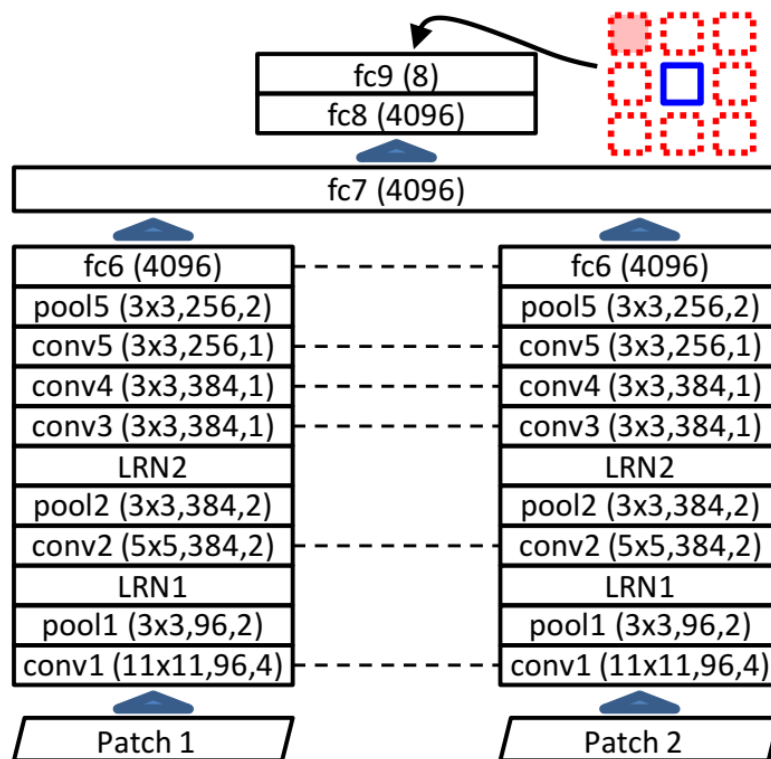 fc9 (8)
fc8 (4096)
fc7 (4096)
fc6 (4096)
pool5 (3x3,256,2)
conv5 (3x3,256,1)
conv4 (3x3,384,1)
conv3 (3x3,384,1)
LRN2
pool2 (3x3,384,2)
conv2 (5x5,384,2)
LRN1
pool1 (3x3,96,2)
conv1 (11x11,96,4)
Patch 1
fc6 (4096)
pool5 (3x3,256,2)
conv5 (3x3,256,1)
conv4 (3x3,384,1)
conv3 (3x3,384,1)
LRN2
pool2 (3x3,384,2)
conv2 (5x5,384,2)
LRN1
pool1 (3x3,96,2)
conv1 (11x11,96,4)
Patch 2